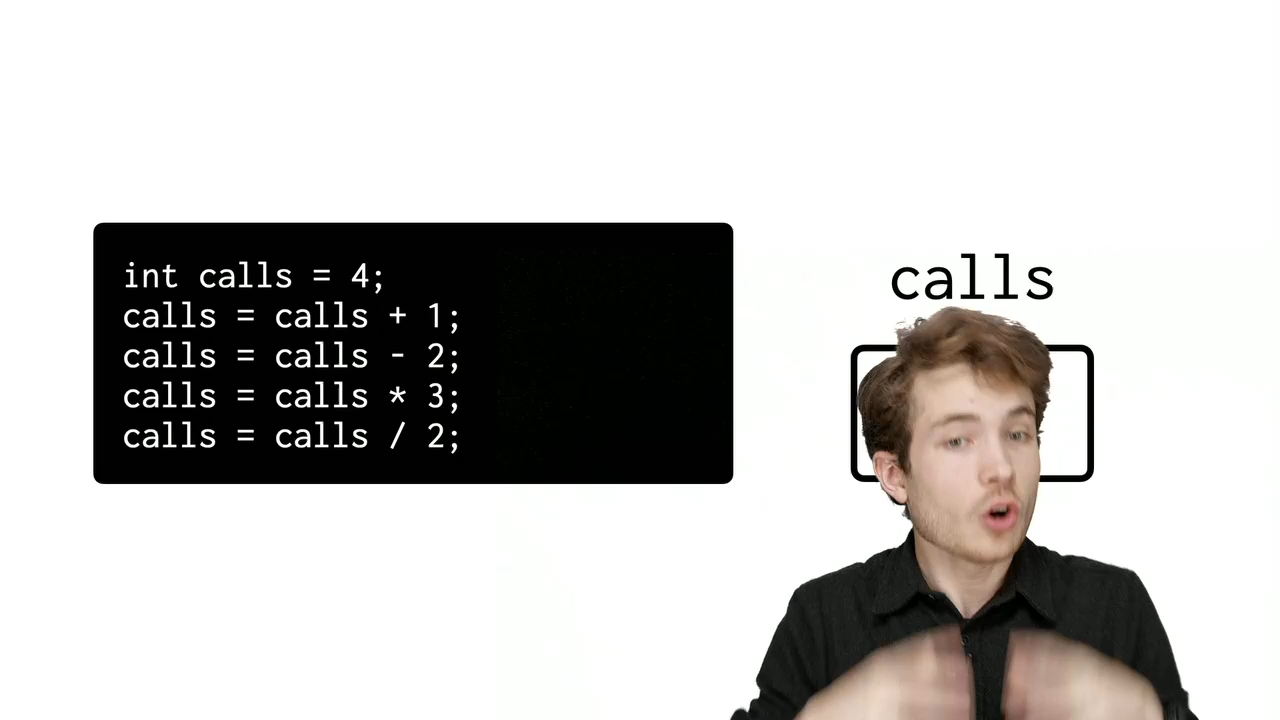 int calls = 4;
calls = calls + 1;
calls = calls - 2;
calls = calls * 3;
calls = calls / 2;
calls